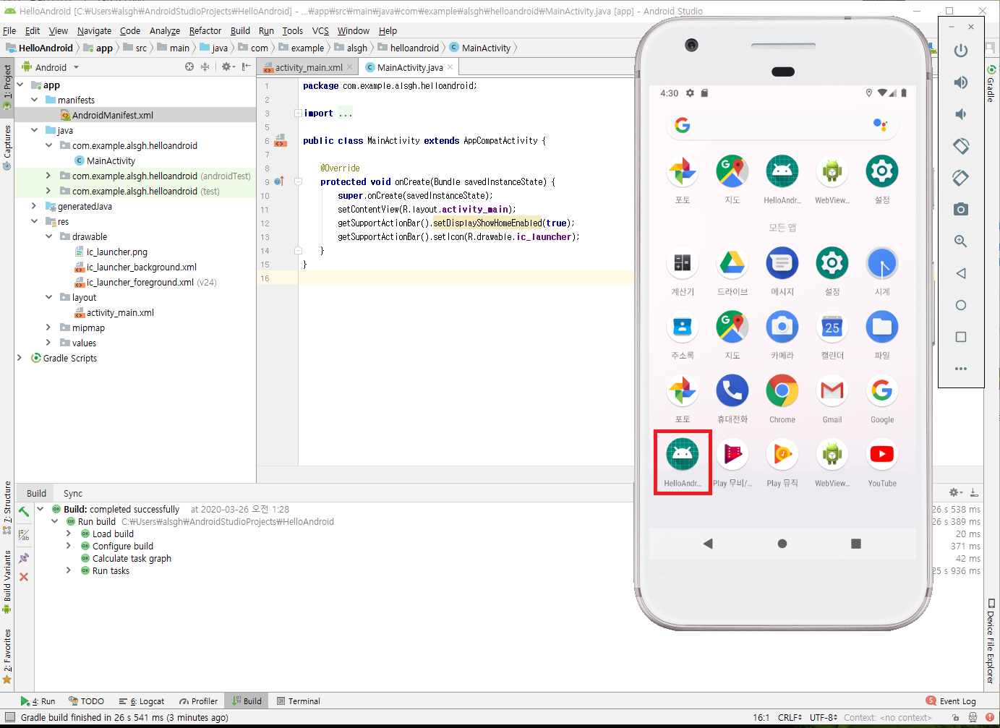 HelloAndroid [C:\Users\alsgh\AndroidStudioProjects\HelloAndroid] - ...\app\src\main\java\com\example\alsgh\helloandroid\MainActivity.java [app] - Android Studio
File Edit View Navigate Code Analyze Refactor Build Run Tools VCS Window Help
HelloAndroid app src main java com example alsgh helloandroid MainActivity
Android
activity_main.xml MainActivity.java
1: Project
Captures
7: Structure
Build Variants
2: Favorites
app
manifests
AndroidManifest.xml
java
com.example.alsgh.helloandroid
MainActivity
com.example.alsgh.helloandroid (androidTest)
com.example.alsgh.helloandroid (test)
generatedJava
res
drawable
ic_launcher.png
ic_launcher_background.xml
ic_launcher_foreground.xml (v24)
layout
activity_main.xml
mipmap
values
Gradle Scripts
1 package com.example.alsgh.helloandroid;
2
3 import ...
5
6 public class MainActivity extends AppCompatActivity {
7
8 @Override
9 protected void onCreate(Bundle savedInstanceState) {
10 super.onCreate(savedInstanceState);
11 setContentView(R.layout.activity_main);
12 getSupportActionBar().setDisplayShowHomeEnabled(true);
13 getSupportActionBar().setIcon(R.drawable.ic_launcher);
14 }
15 }
16
4:30
포토 지도 HelloAndr... WebView... 설정
모든 앱
계산기 드라이브 메시지 설정 시계
25
주소록 지도 카메라 캘린더 파일
포토 휴대전화 Chrome Gmail Google
HelloAndr... Play 무비/... Play 뮤직 WebView... YouTube
Gradle
Device File Explorer
Build Sync
Build: completed successfully at 2020-03-26 오전 1:28 26 s 538 ms
Run build C:\Users\alsgh\AndroidStudioProjects\HelloAndroid 26 s 389 ms
Load build 20 ms
Configure build 371 ms
Calculate task graph 42 ms
Run tasks 25 s 936 ms
4: Run TODO 6: Logcat Profiler Build Terminal 5 Event Log
Gradle build finished in 26 s 541 ms (3 minutes ago) 16:1 CRLF UTF-8 Context: <no context>